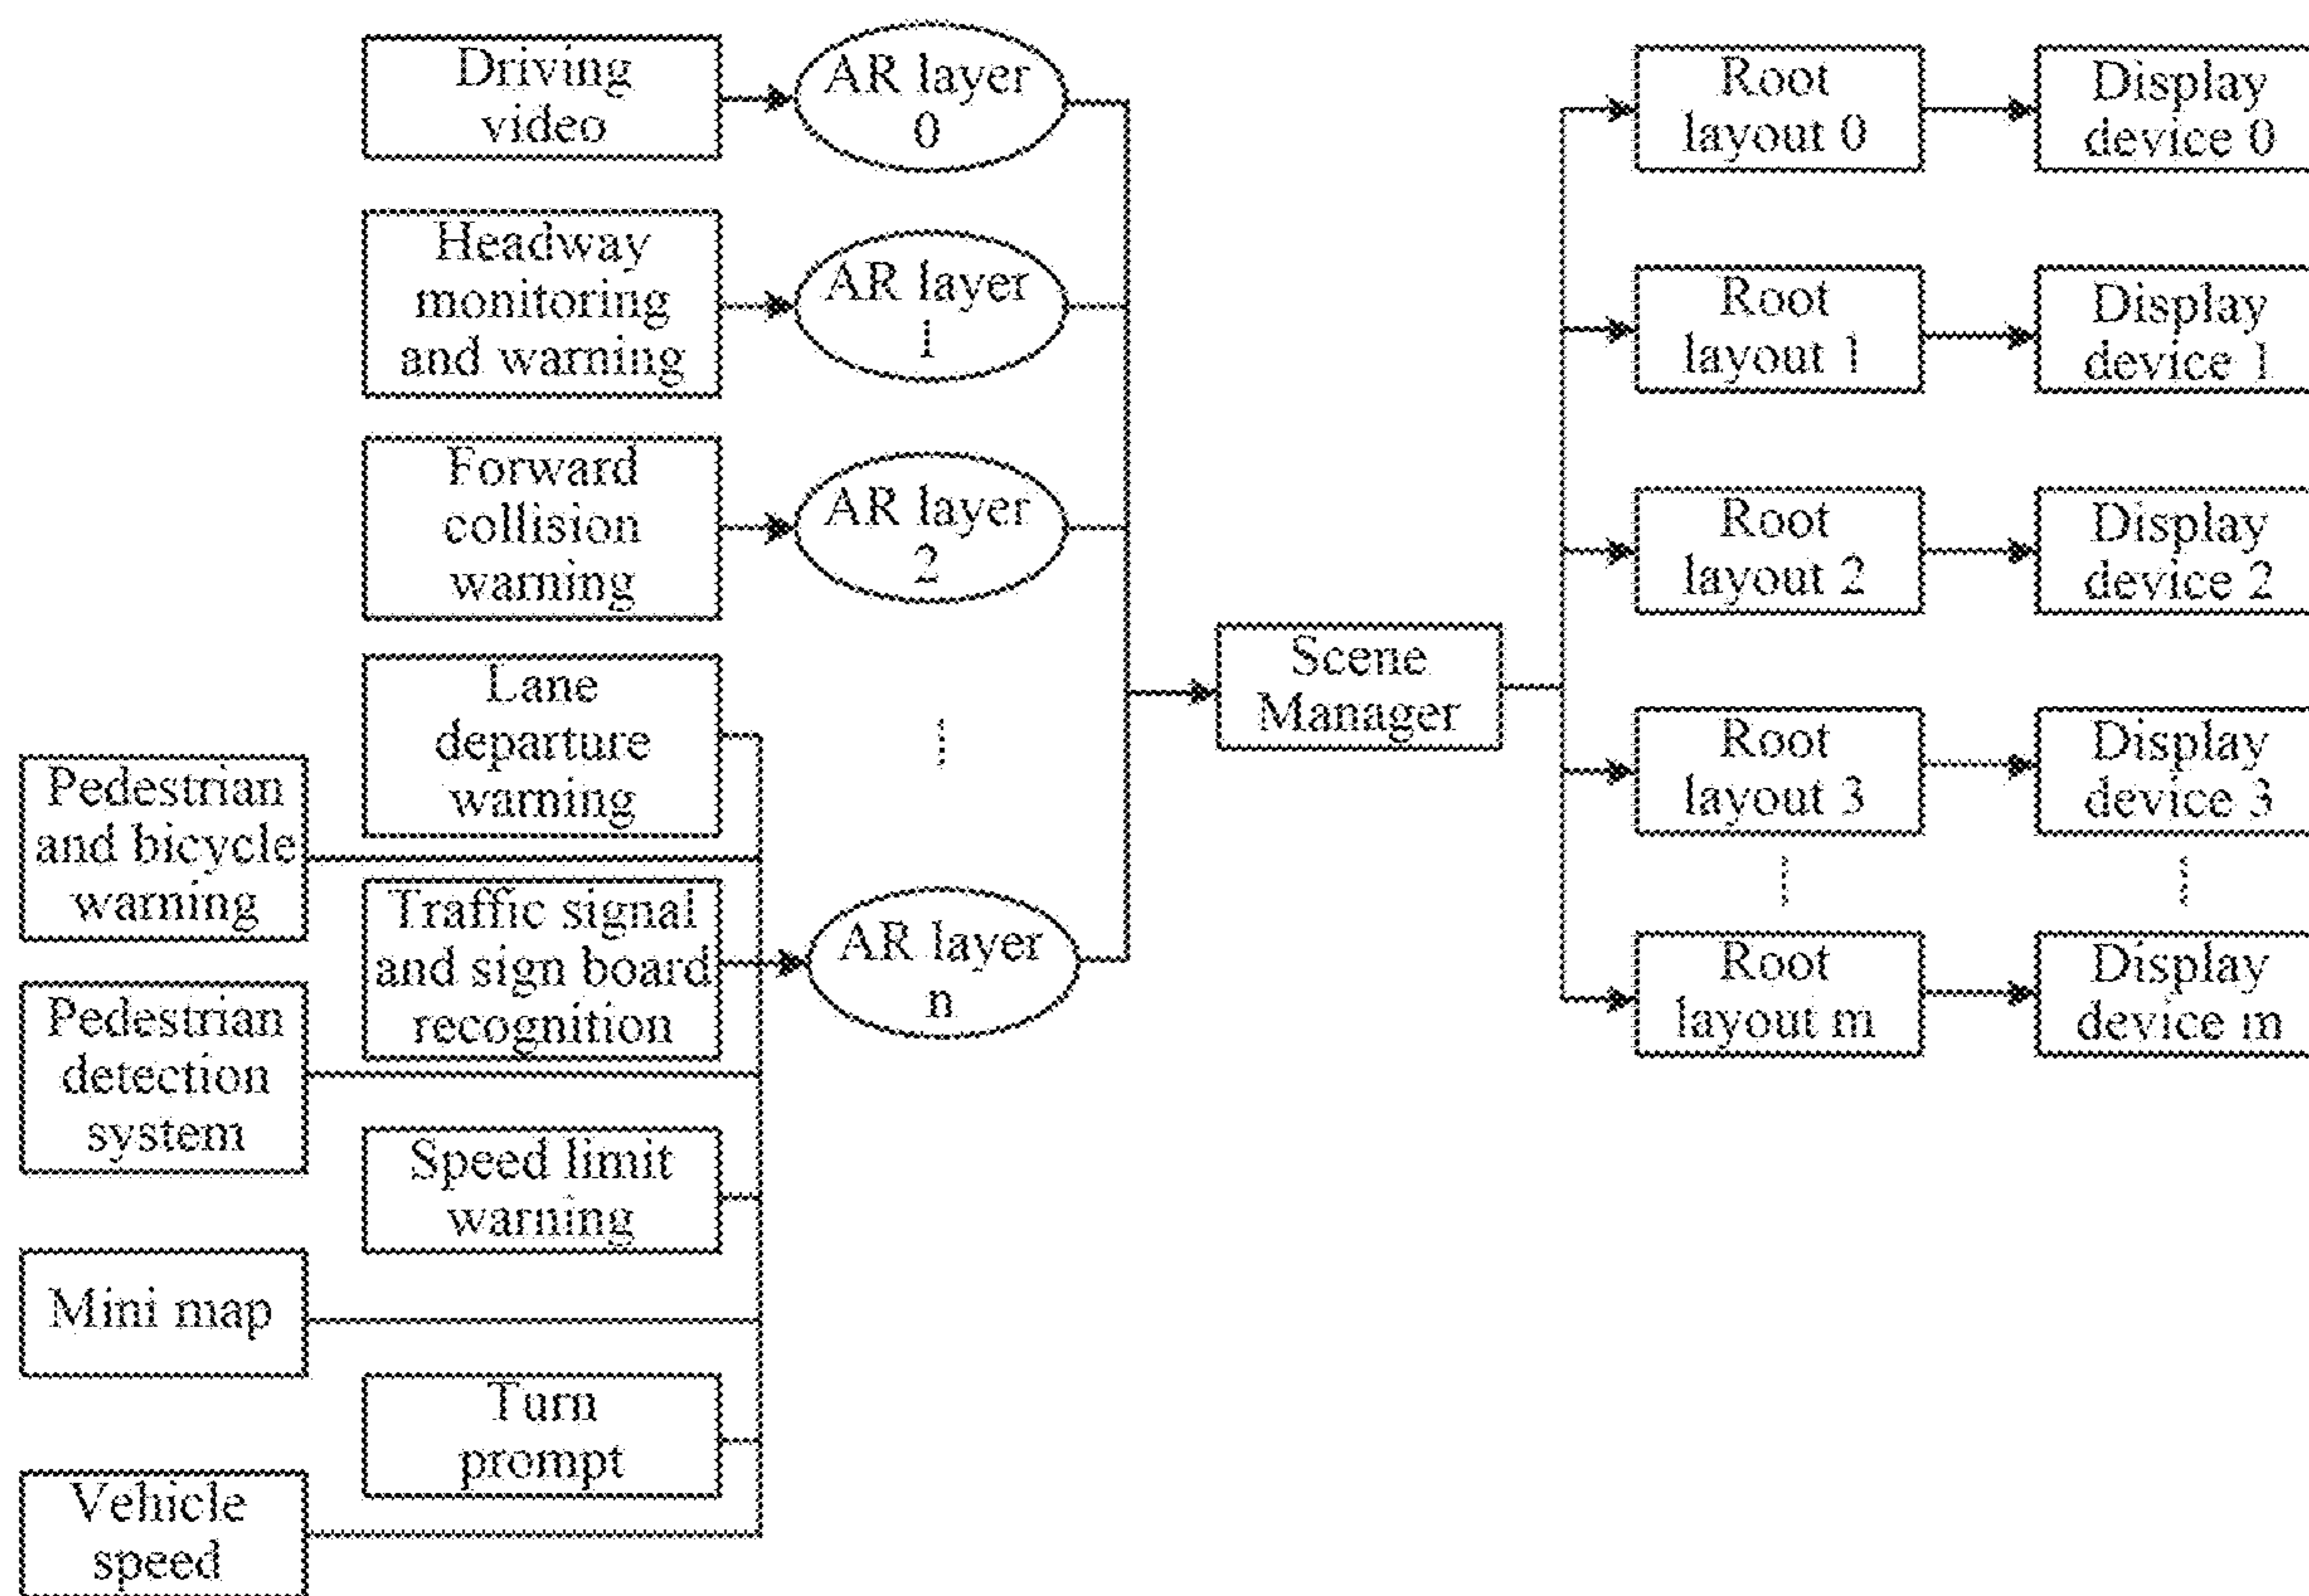 Driving
video
AR layer
0
Headway
monitoring
and warning
AR layer
1
Forward
collision
warning
AR layer
2
Lane
departure
warning
Pedestrian
and bicycle
warning
Traffic signal
and sign board
recognition
AR layer
n
Pedestrian
detection
system
Speed limit
warning
Mini map
Turn
prompt
Vehicle
speed
Scene
Manager
Root
layout 0
Display
device 0
Root
layout 1
Display
device 1
Root
layout 2
Display
device 2
Root
layout 3
Display
device 3
Root
layout m
Display
device m